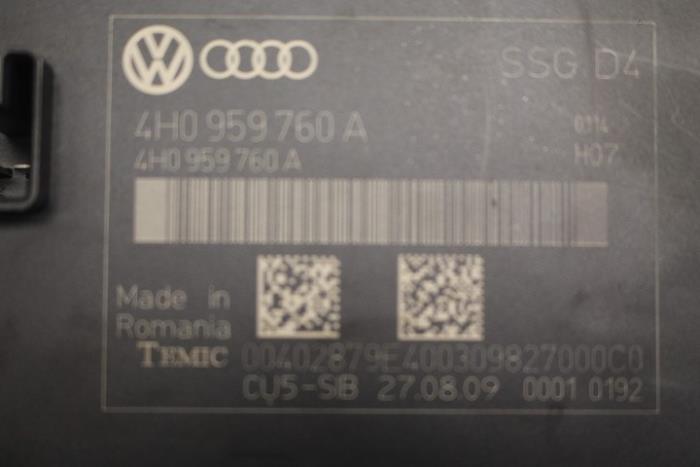 SSG D4
4H0 959 760 A 0114
4H0 959 760 A H07
Made in
Romania
TEMIC 00402879E400309827000C0
CU5-SIB 27.08.09 0001 0192